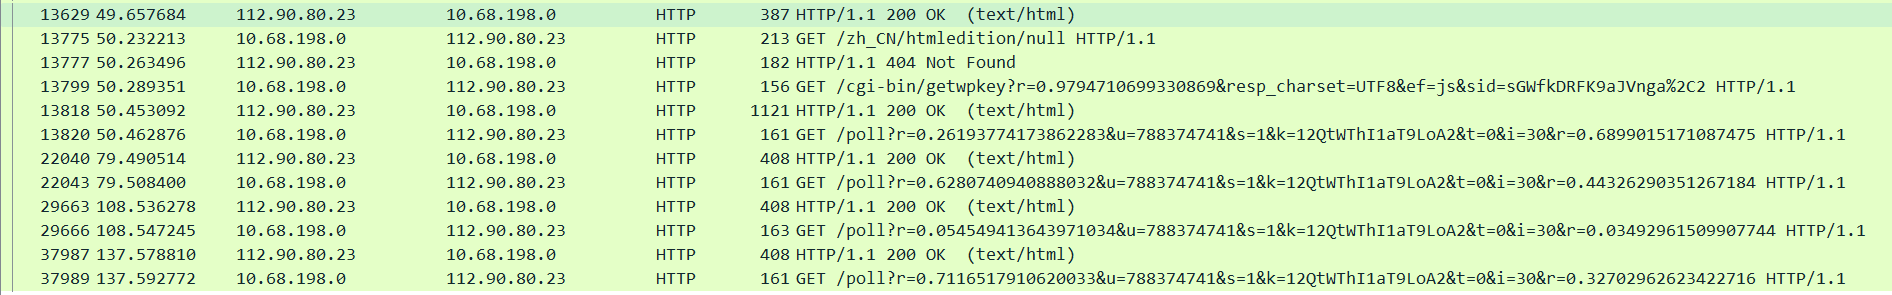 13629 49.657684 112.90.80.23 10.68.198.0 HTTP 387 HTTP/1.1 200 OK (text/html)
13775 50.232213 10.68.198.0 112.90.80.23 HTTP 213 GET /zh_CN/htmledition/null HTTP/1.1
13777 50.263496 112.90.80.23 10.68.198.0 HTTP 182 HTTP/1.1 404 Not Found
13799 50.289351 10.68.198.0 112.90.80.23 HTTP 156 GET /cgi-bin/getwpkey?r=0.9794710699330869&resp_charset=UTF8&ef=js&sid=sGWfkDRFK9aJVnga%2C2 HTTP/1.1
13818 50.453092 112.90.80.23 10.68.198.0 HTTP 1121 HTTP/1.1 200 OK (text/html)
13820 50.462876 10.68.198.0 112.90.80.23 HTTP 161 GET /poll?r=0.26193774173862283&u=788374741&s=1&k=12QtWThI1aT9LoA2&t=0&i=30&r=0.6899015171087475 HTTP/1.1
22040 79.490514 112.90.80.23 10.68.198.0 HTTP 408 HTTP/1.1 200 OK (text/html)
22043 79.508400 10.68.198.0 112.90.80.23 HTTP 161 GET /poll?r=0.6280740940888032&u=788374741&s=1&k=12QtWThI1aT9LoA2&t=0&i=30&r=0.44326290351267184 HTTP/1.1
29663 108.536278 112.90.80.23 10.68.198.0 HTTP 408 HTTP/1.1 200 OK (text/html)
29666 108.547245 10.68.198.0 112.90.80.23 HTTP 163 GET /poll?r=0.054549413643971034&u=788374741&s=1&k=12QtWThI1aT9LoA2&t=0&i=30&r=0.03492961509907744 HTTP/1.1
37987 137.578810 112.90.80.23 10.68.198.0 HTTP 408 HTTP/1.1 200 OK (text/html)
37989 137.592772 10.68.198.0 112.90.80.23 HTTP 161 GET /poll?r=0.7116517910620033&u=788374741&s=1&k=12QtWThI1aT9LoA2&t=0&i=30&r=0.32702962623422716 HTTP/1.1